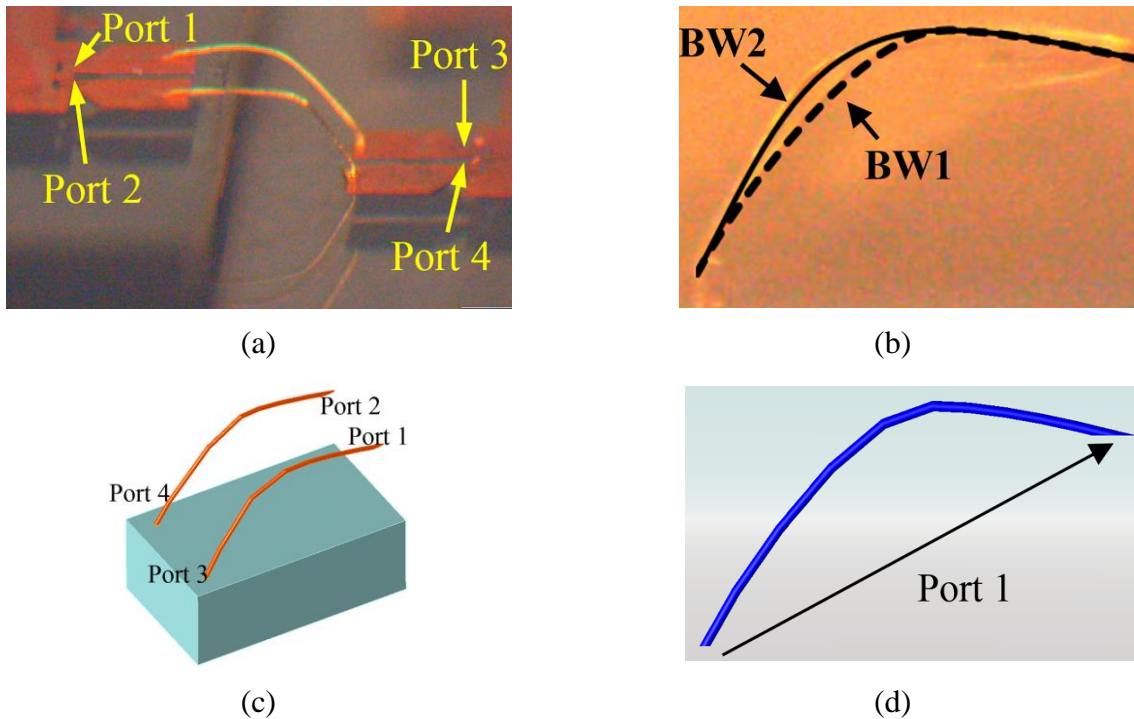 Port 1
Port 3
Port 2
Port 4
BW2
BW1
(a)
(b)
Port 2
Port 1
Port 4
Port 3
Port 1
(c)
(d)